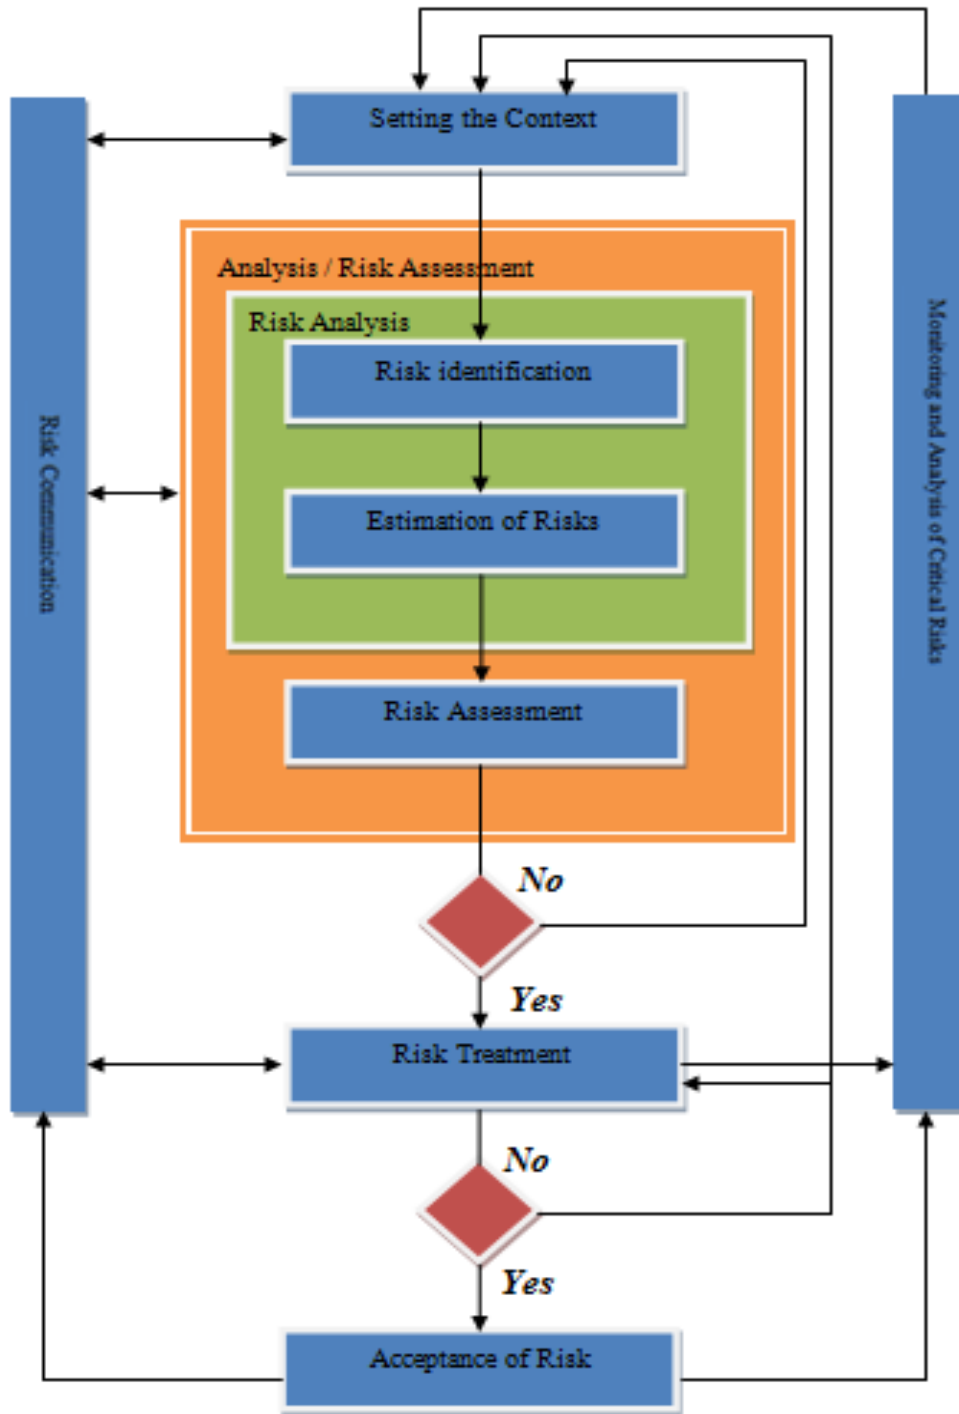 Setting the Context
Analysis / Risk Assessment
Risk Analysis
Risk identification
Estimation of Risks
Risk Assessment
No
Yes
Risk Treatment
No
Yes
Acceptance of Risk
Risk Communication
Monitoring and Analysis of Critical Risks